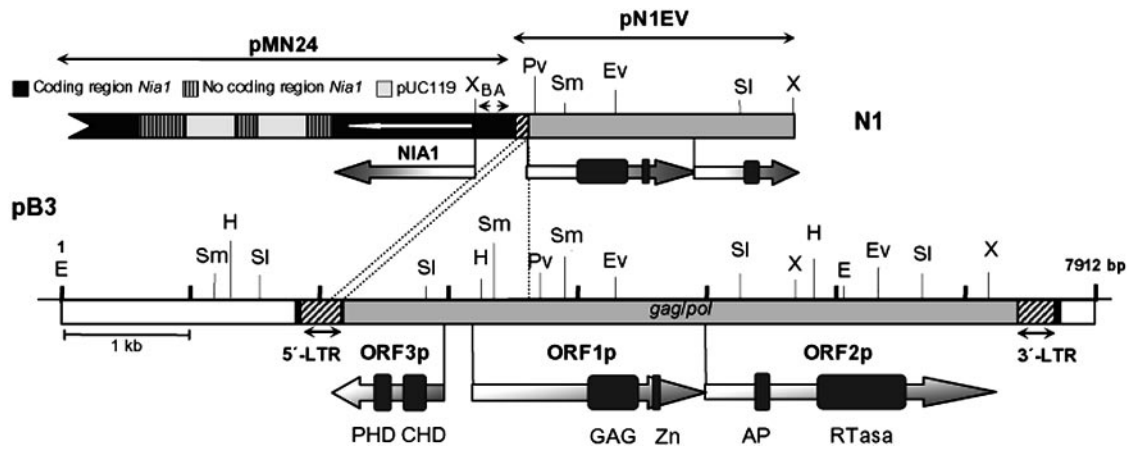 pN1EV
pMN24
Coding region Nia1 No coding region Nia1 pUC119
X BA Pv Sm Ev Sl X
N1
NIA1
pB3
1
E Sm H Sl Sl H Sm Pv Sm Ev Sl X H E Ev Sl X
7912 bp
gag/pol
1 kb
5´-LTR ORF3p ORF1p ORF2p 3´-LTR
PHD CHD GAG Zn AP RTasa